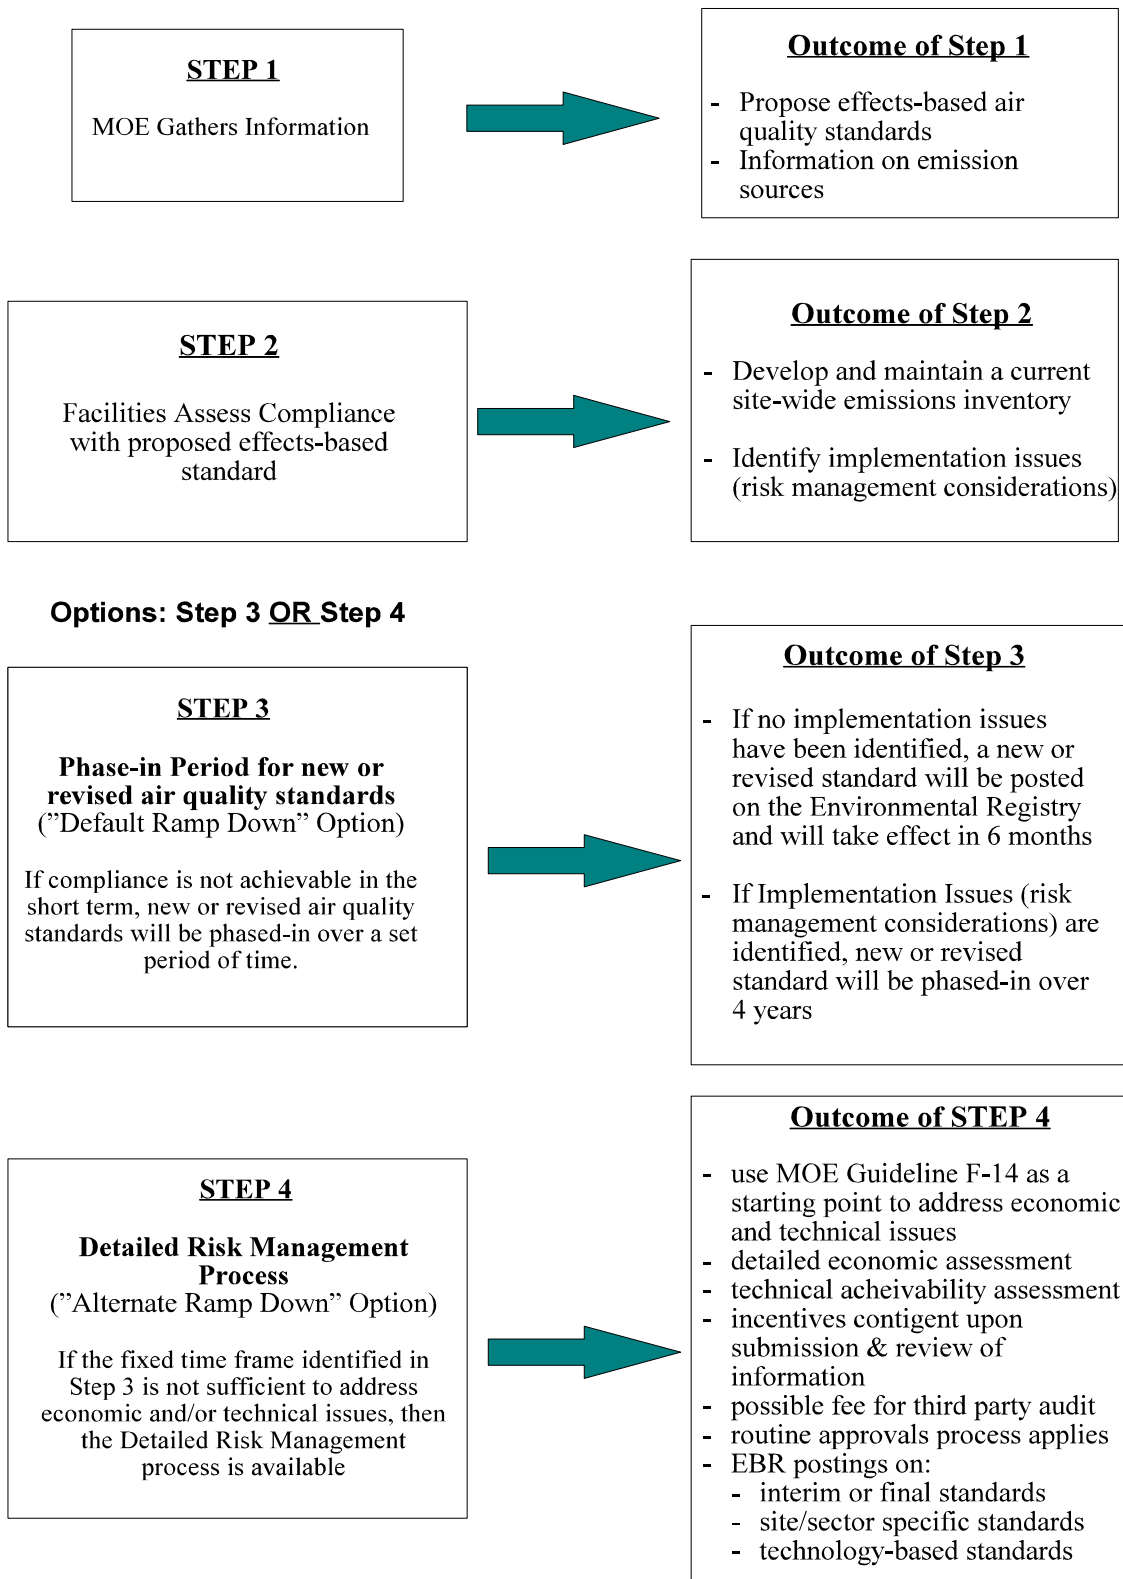 STEP 1
MOE Gathers Information
Outcome of Step 1
- Propose effects-based air
quality standards
- Information on emission
sources
STEP 2
Facilities Assess Compliance
with proposed effects-based
standard
Outcome of Step 2
- Develop and maintain a current
site-wide emissions inventory
- Identify implementation issues
(risk management considerations)
Options: Step 3 OR Step 4
STEP 3
Phase-in Period for new or
revised air quality standards
("Default Ramp Down" Option)
If compliance is not achievable in the
short term, new or revised air quality
standards will be phased-in over a set
period of time.
Outcome of Step 3
- If no implementation issues
have been identified, a new or
revised standard will be posted
on the Environmental Registry
and will take effect in 6 months
- If Implementation Issues (risk
management considerations) are
identified, new or revised
standard will be phased-in over
4 years
STEP 4
Detailed Risk Management
Process
("Alternate Ramp Down" Option)
If the fixed time frame identified in
Step 3 is not sufficient to address
economic and/or technical issues, then
the Detailed Risk Management
process is available
Outcome of STEP 4
- use MOE Guideline F-14 as a
starting point to address economic
and technical issues
- detailed economic assessment
- technical acheivability assessment
- incentives contigent upon
submission & review of
information
- possible fee for third party audit
- routine approvals process applies
- EBR postings on:
- interim or final standards
- site/sector specific standards
- technology-based standards